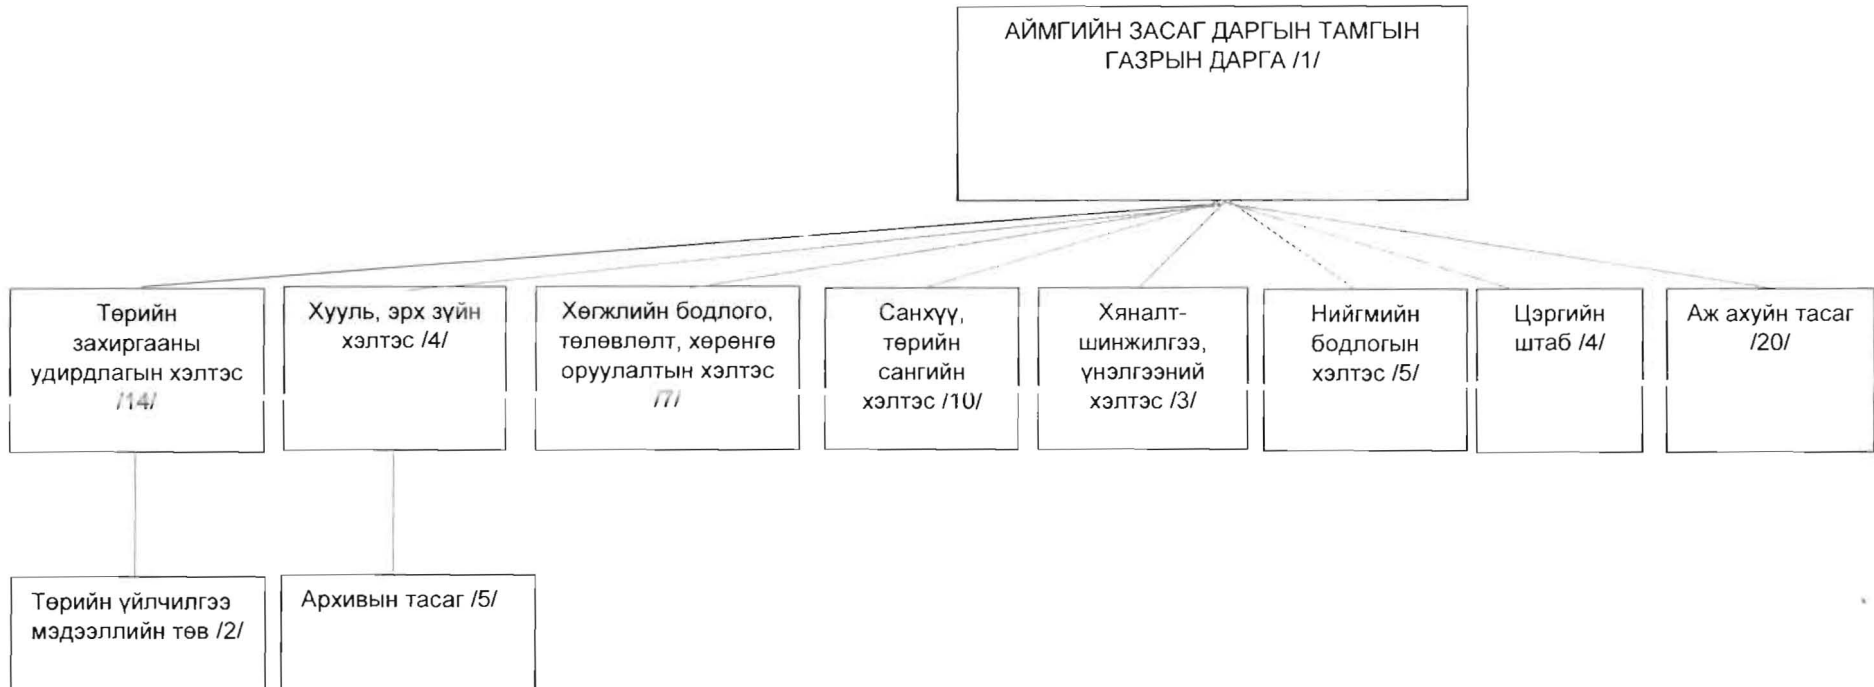 АЙМГИЙН ЗАСАГ ДАРГЫН ТАМГЫН
ГАЗРЫН ДАРГА /1/
Төрийн
захиргааны
удирдлагын хэлтэс
/14/
Хууль, эрх зүйн
хэлтэс /4/
Хөгжлийн бодлого,
төлөвлөлт, хөрөнгө
оруулалтын хэлтэс
/7/
Санхүү,
төрийн
сангийн
хэлтэс /10/
Хяналт-
шинжилгээ,
үнэлгээний
хэлтэс /3/
Нийгмийн
бодлогын
хэлтэс /5/
Цэргийн
штаб /4/
Аж ахуйн тасаг
/20/
Төрийн үйлчилгээ
мэдээллийн төв /2/
Архивын тасаг /5/